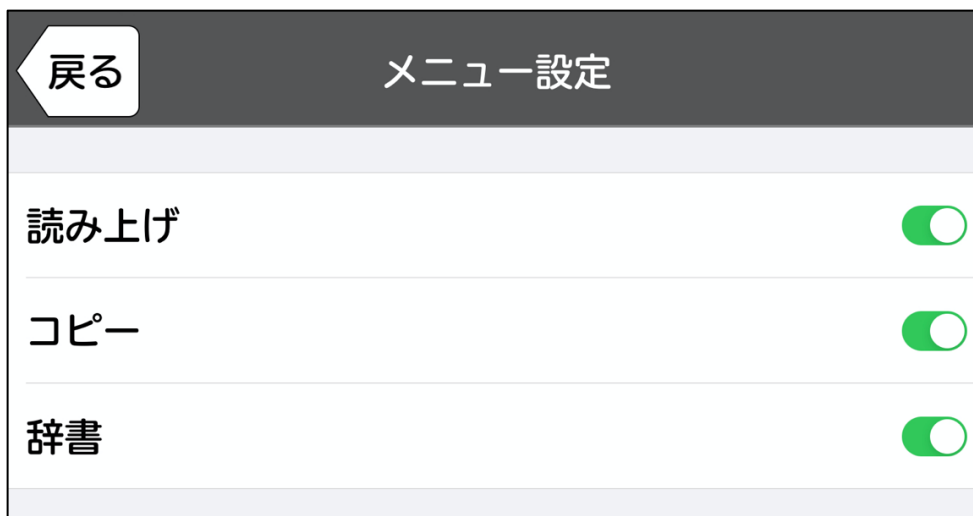 戻る
メニュー設定
読み上げ
コピー
辞書